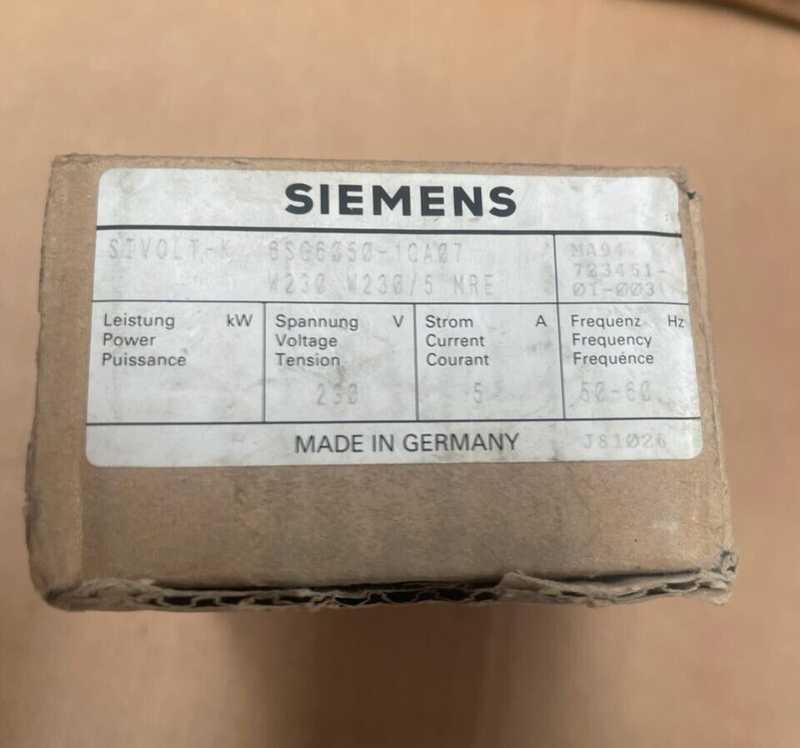 SIEMENS
SIVOLT-K 6SG6050-1CA07
W230 W230/5 MRE
MA94-
723451-
01-003
Leistung kW
Power
Puissance
Spannung V
Voltage
Tension
230
Strom A
Current
Courant
5
Frequenz Hz
Frequency
Frequénce
50-60
MADE IN GERMANY JS1026